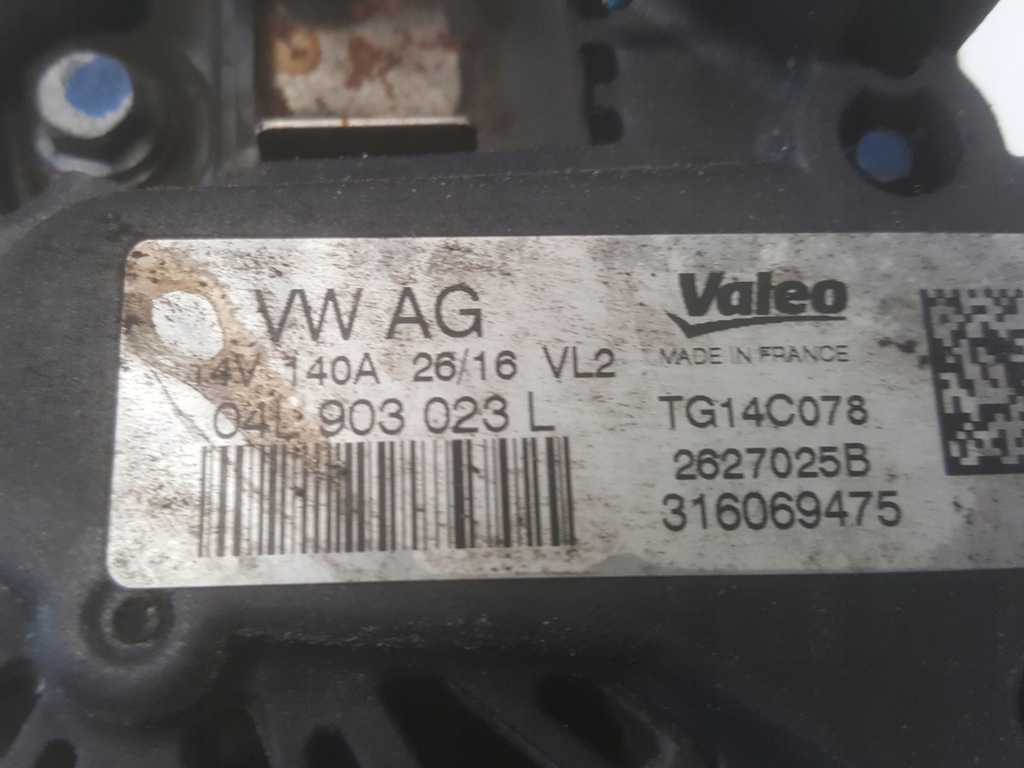 VW AG
14V 140A 26/16 VL2
04L 903 023 L
Valeo
MADE IN FRANCE
TG14C078
2627025B
316069475